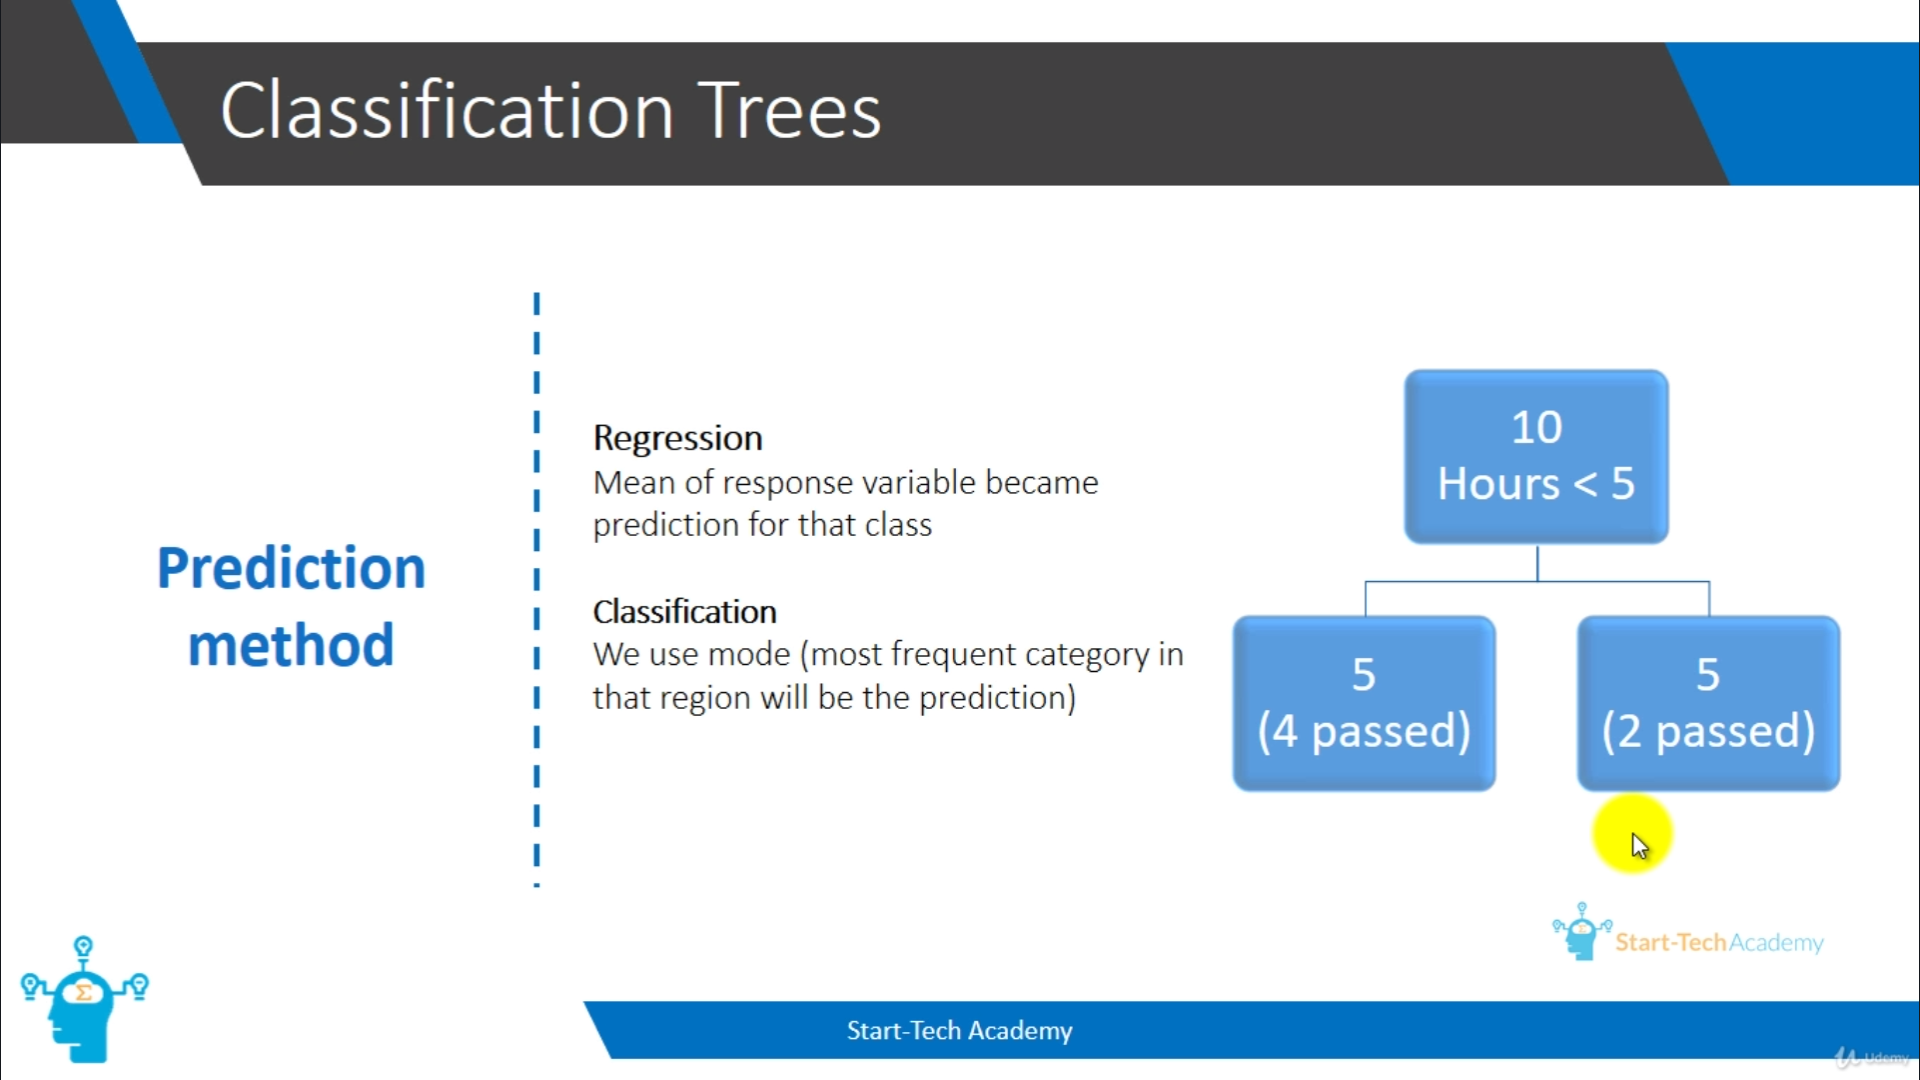 Classification Trees
Prediction
method
Regression
Mean of response variable became
prediction for that class
Classification
We use mode (most frequent category in
that region will be the prediction)
10
Hours < 5
5
(4 passed)
5
(2 passed)
Σ
Start-Tech Academy
Σ
Start-Tech Academy
Udemy